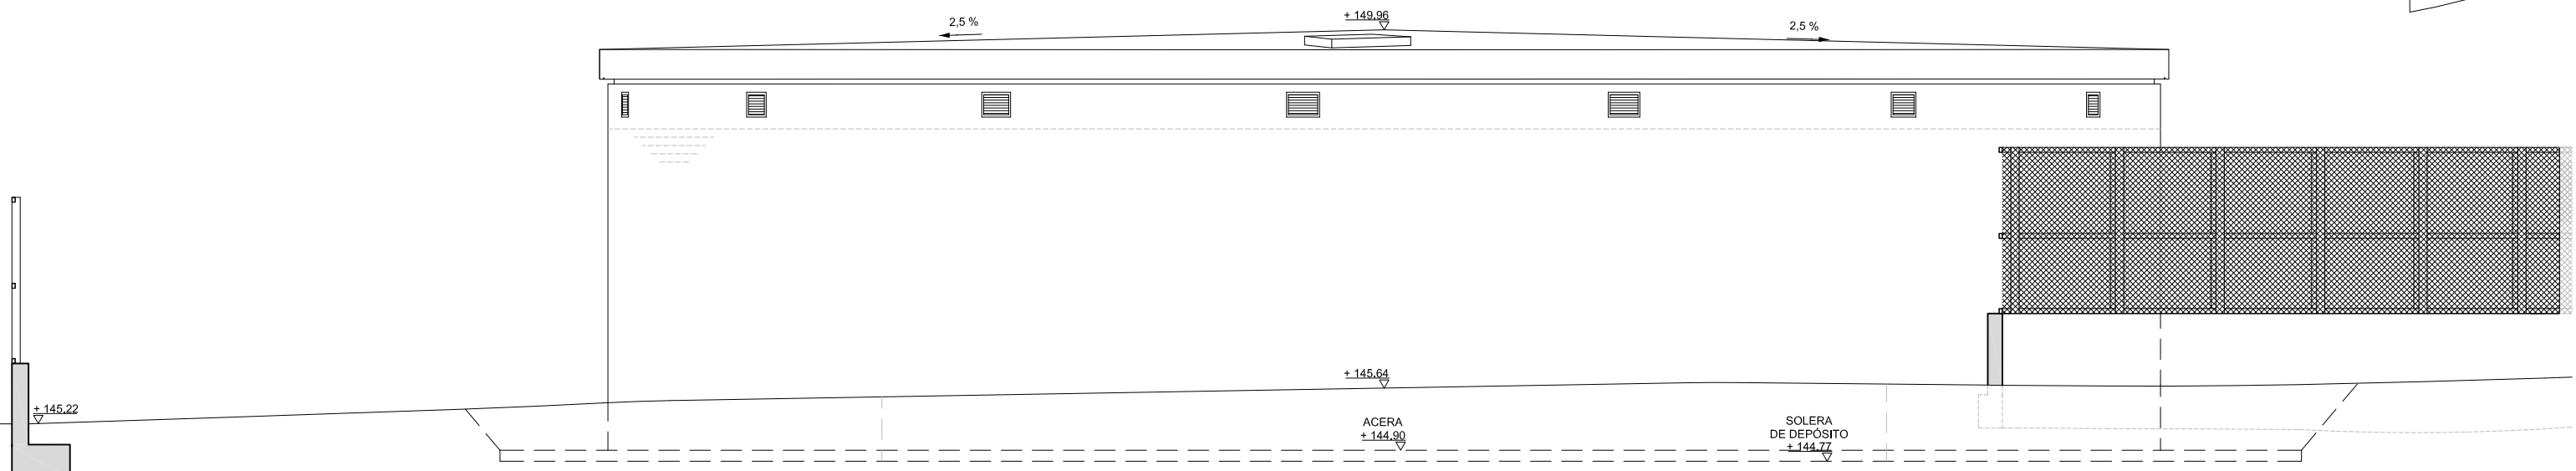 + 149.96
2,5 %
2,5 %
+ 145.64
+ 145.22
ACERA
+ 144.90
SOLERA
DE DEPÓSITO
+ 144.77